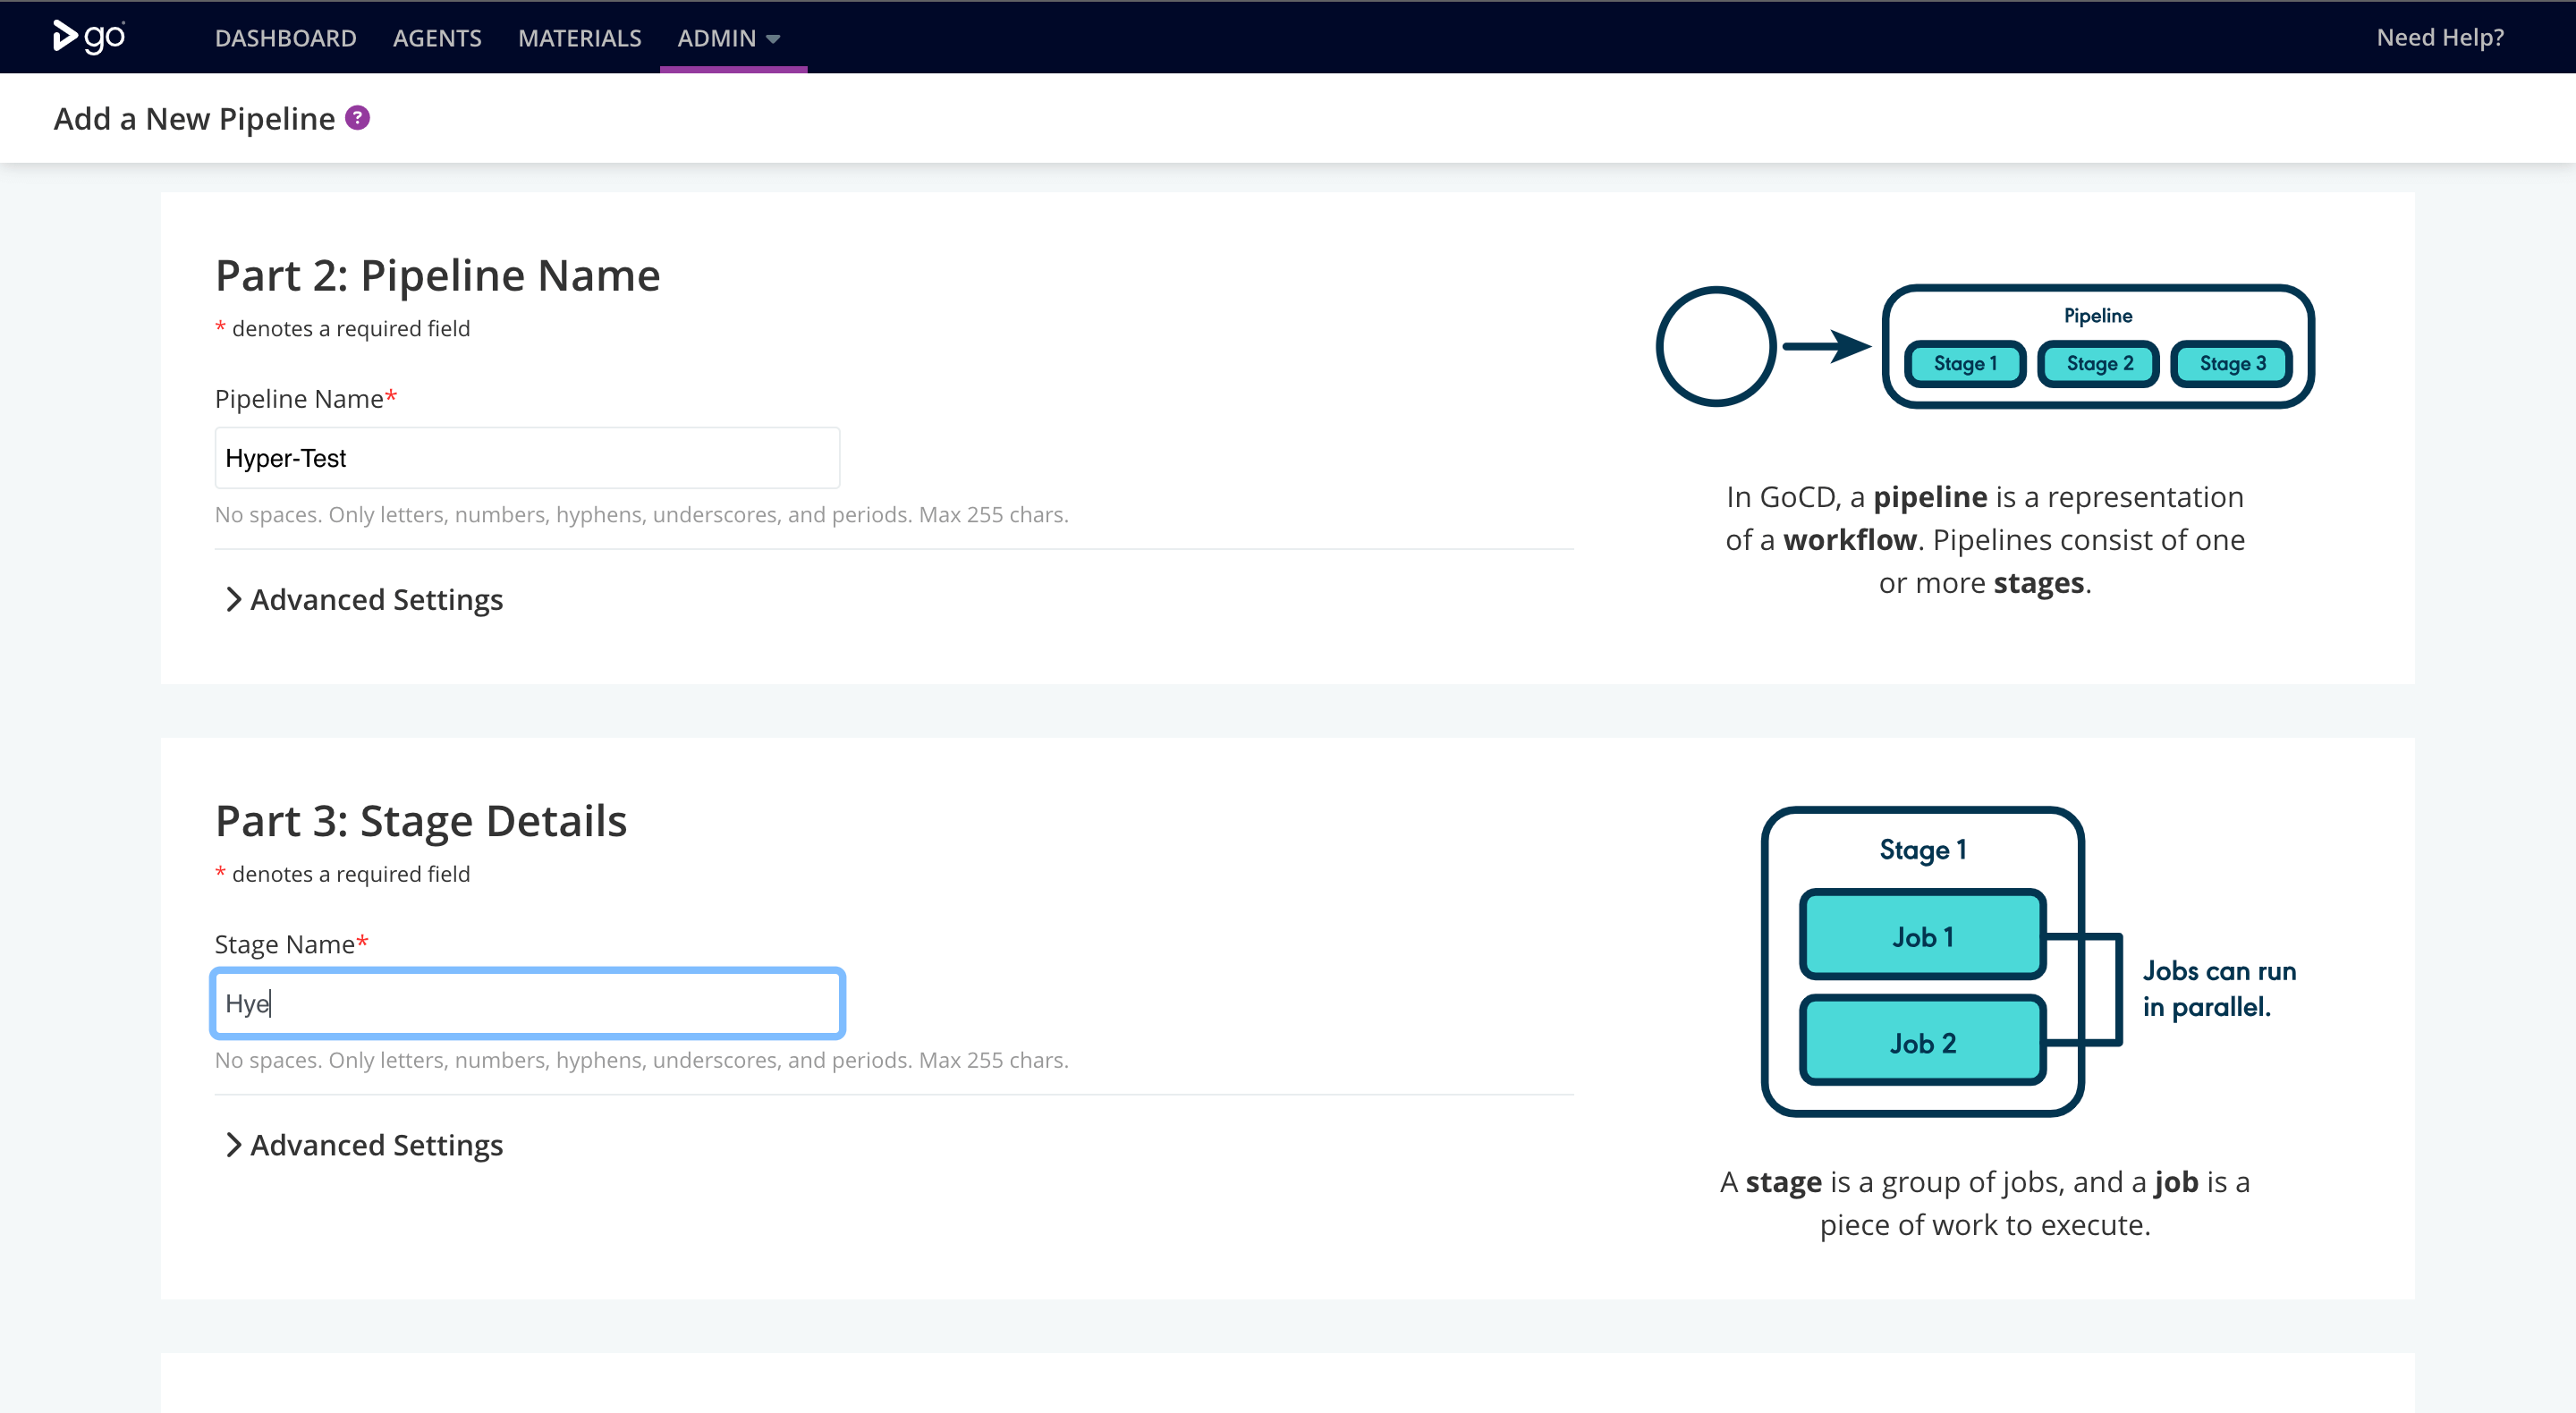 go
DASHBOARD AGENTS MATERIALS ADMIN Need Help?
Add a New Pipeline ?
Part 2: Pipeline Name
* denotes a required field
Pipeline Name*
Hyper-Test
No spaces. Only letters, numbers, hyphens, underscores, and periods. Max 255 chars.
Advanced Settings
Pipeline
Stage 1 Stage 2 Stage 3
In GoCD, a pipeline is a representation
of a workflow. Pipelines consist of one
or more stages.
Part 3: Stage Details
* denotes a required field
Stage Name*
Hye
No spaces. Only letters, numbers, hyphens, underscores, and periods. Max 255 chars.
Advanced Settings
Stage 1
Job 1
Job 2
Jobs can run
in parallel.
A stage is a group of jobs, and a job is a
piece of work to execute.